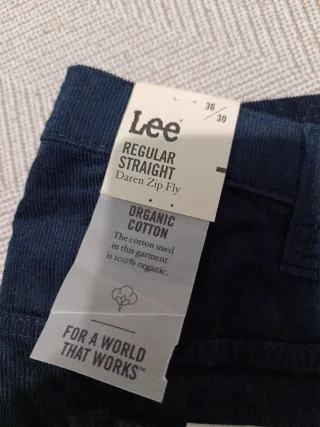 36/30
Lee
REGULAR
STRAIGHT
Daren Zip Fly
ORGANIC
COTTON
The cotton used
in this garment
is 100% organic.
FOR A WORLD
THAT WORKS™